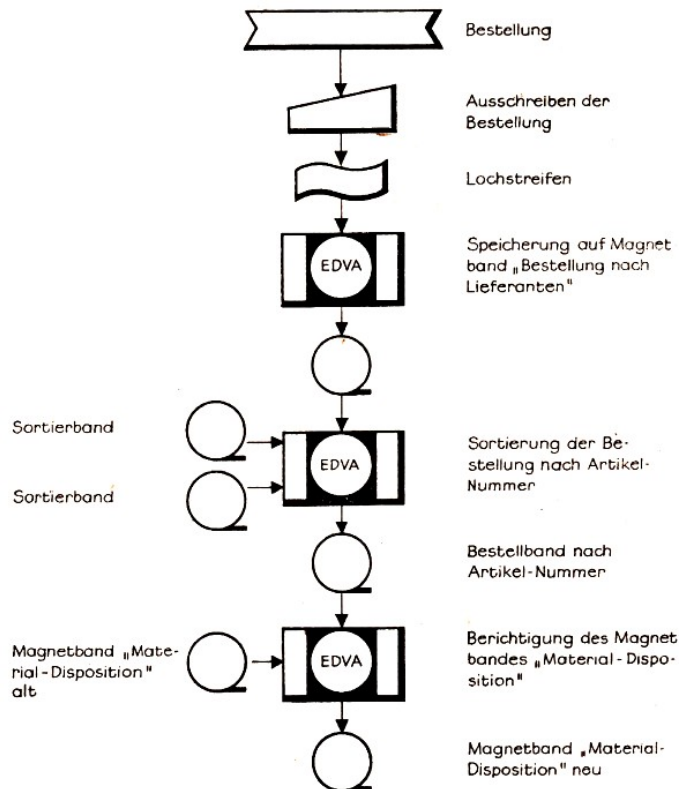 Bestellung
Ausschreiben der
Bestellung
Lochstreifen
EDVA
Speicherung auf Magnet
band „Bestellung nach
Lieferanten"
Sortierband
Sortierband
EDVA
Sortierung der Be-
stellung nach Artikel-
Nummer
Bestellband nach
Artikel-Nummer
Magnetband „Mate-
rial-Disposition"
alt
EDVA
Berichtigung des Magnet
bandes „Material-Dispo-
sition"
Magnetband „Material-
Disposition" neu